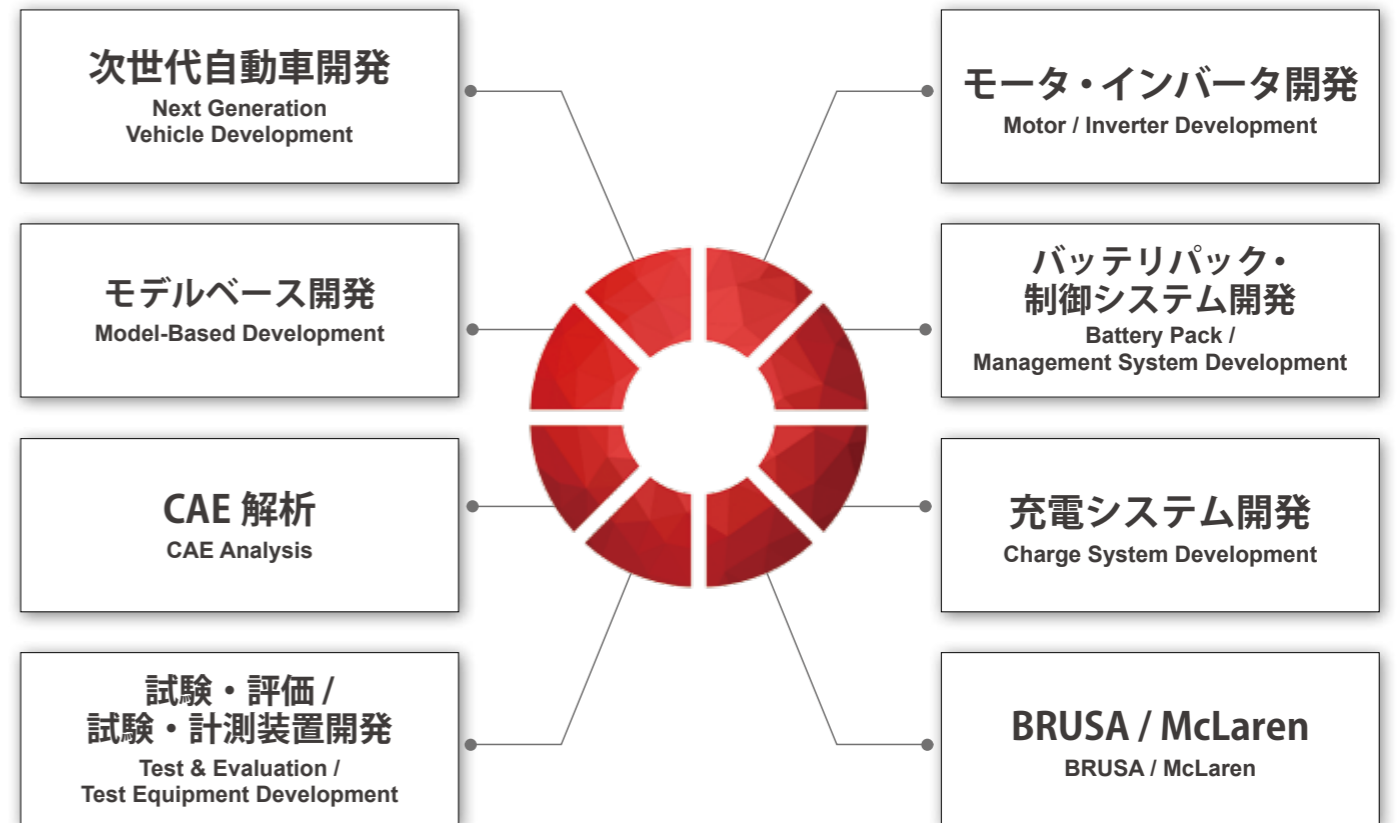 次世代自動車開発
Next Generation
Vehicle Development
モデルベース開発
Model-Based Development
CAE 解析
CAE Analysis
試験・評価 /
試験・計測装置開発
Test & Evaluation /
Test Equipment Development
モータ・インバータ開発
Motor / Inverter Development
バッテリパック・
制御システム開発
Battery Pack /
Management System Development
充電システム開発
Charge System Development
BRUSA / McLaren
BRUSA / McLaren